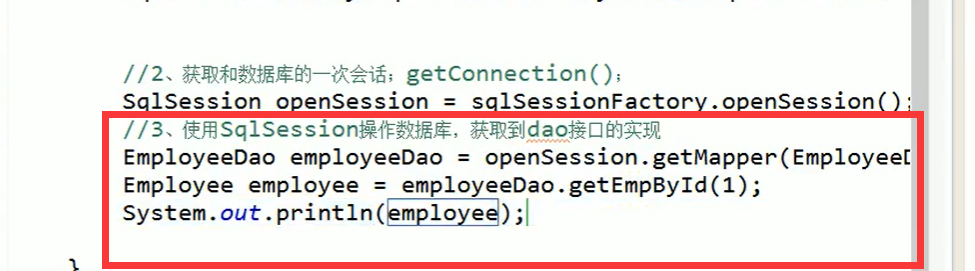 //2、获取和数据库的一次会话；getConnection();
SqlSession openSession = sqlSessionFactory.openSession();
//3、使用SqlSession操作数据库，获取到dao接口的实现
EmployeeDao employeeDao = openSession.getMapper(Employee
Employee employee = employeeDao.getEmpById(1);
System.out.println(employee);
}